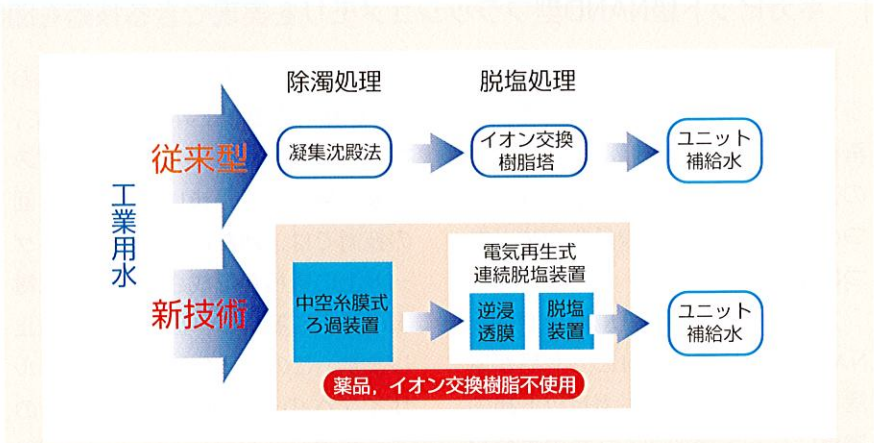 除濁処理
脱塩処理
工業用水
従来型
凝集沈殿法
イオン交換
樹脂塔
ユニット
補給水
新技術
中空糸膜式
ろ過装置
電気再生式
連続脱塩装置
逆浸
透膜
脱塩
装置
ユニット
補給水
薬品，イオン交換樹脂不使用